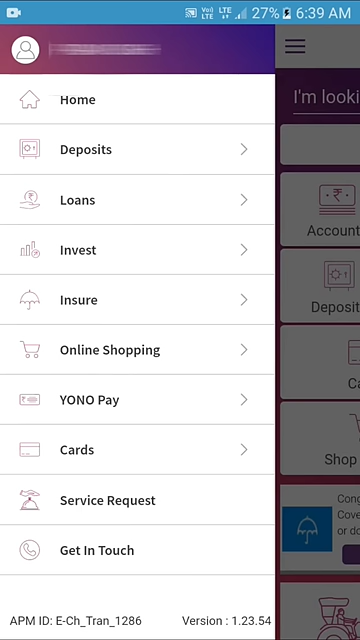 Vo)
LTE
LTE
27%
6:39 AM
I'm looki
Home
Deposits
Loans
Invest
Insure
Online Shopping
YONO Pay
Cards
Service Request
Get In Touch
APM ID: E-Ch_Tran_1286
Version : 1.23.54
Account
Deposit
Ca
Shop
Cong
Cove
or do